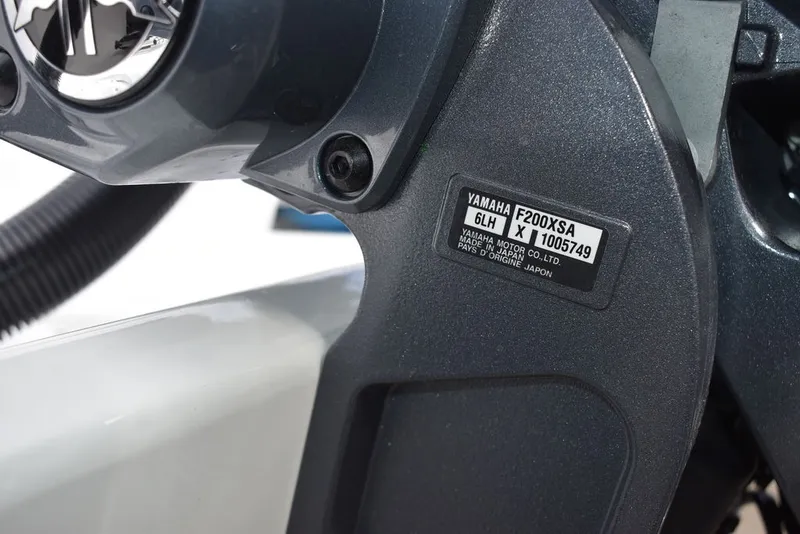 YAMAHA F200XSA
6LH X 1005749
YAMAHA MOTOR CO., LTD.
MADE IN JAPAN
PAYS D'ORIGINE JAPON